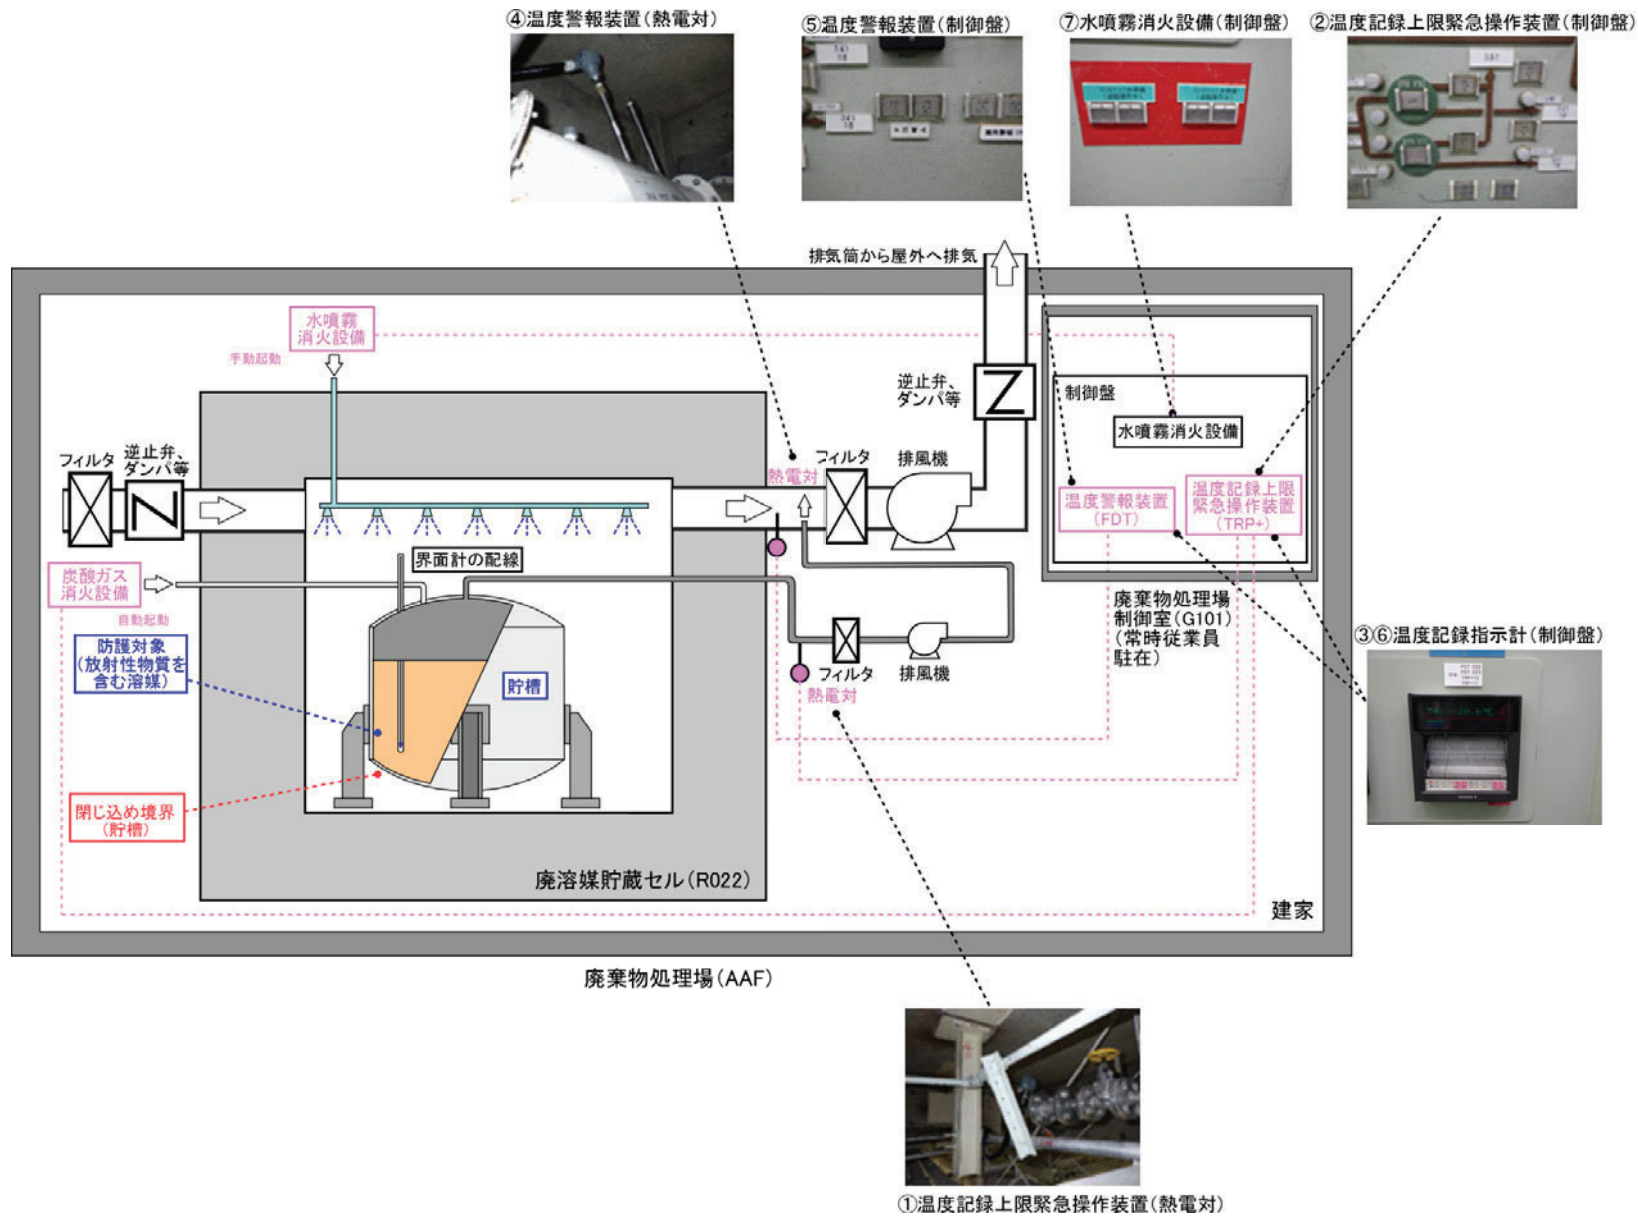 ④温度警報装置(熱電対)
⑤温度警報装置(制御盤)
⑦水噴霧消火設備(制御盤)
②温度記録上限緊急操作装置(制御盤)
排気筒から屋外へ排気
水噴霧
消火設備
手動起動
逆止弁、
ダンパ等
制御盤
水噴霧消火設備
フィルタ
逆止弁、
ダンパ等
熱電対
フィルタ
排風機
温度警報装置
(FDT)
温度記録上限
緊急操作装置
(TRP+)
界面計の配線
炭酸ガス
消火設備
自動起動
防護対象
(放射性物質を
含む溶媒)
貯槽
フィルタ
排風機
熱電対
廃棄物処理場
制御室(G101)
(常時従業員
駐在)
③⑥温度記録指示計(制御盤)
閉じ込め境界
(貯槽)
廃溶媒貯蔵セル(R022)
建家
廃棄物処理場(AAF)
①温度記録上限緊急操作装置(熱電対)